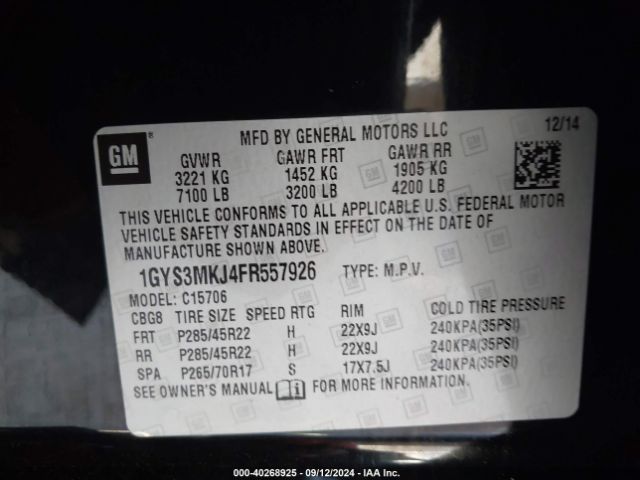 MFD BY GENERAL MOTORS LLC 12/14
GM ®
GVWR GAWR FRT GAWR RR
3221 KG 1452 KG 1905 KG
7100 LB 3200 LB 4200 LB
THIS VEHICLE CONFORMS TO ALL APPLICABLE U.S. FEDERAL MOTOR
VEHICLE SAFETY STANDARDS IN EFFECT ON THE DATE OF
MANUFACTURE SHOWN ABOVE.
1GYS3MKJ4FR557926 TYPE: M.P.V.
MODEL: C15706
CBG8 TIRE SIZE SPEED RTG RIM COLD TIRE PRESSURE
FRT P285/45R22 H 22X9J 240KPA(35PSI)
RR P285/45R22 H 22X9J 240KPA(35PSI)
SPA P265/70R17 S 17X7.5J 240KPA(35PSI)
SEE OWNER'S MANUAL FOR MORE INFORMATION.
000-40268925 - 09/12/2024 - IAA Inc.